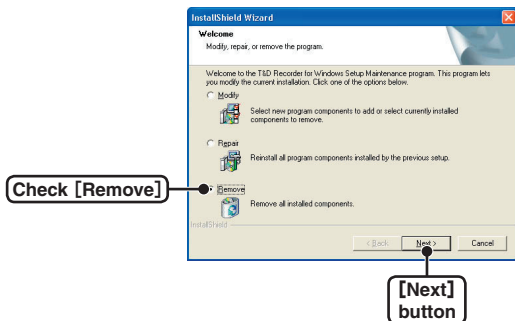 InstallShield Wizard
Welcome
Modify, repair, or remove the program.
Welcome to the T&D Recorder for Windows Setup Maintenance program. This program lets
you modify the current installation. Click one of the options below.
Modify
Select new program components to add or select currently installed
components to remove.
Repair
Reinstall all program components installed by the previous setup.
Check [Remove]
Remove
Remove all installed components.
InstallShield
< Back
Next >
Cancel
[Next]
button